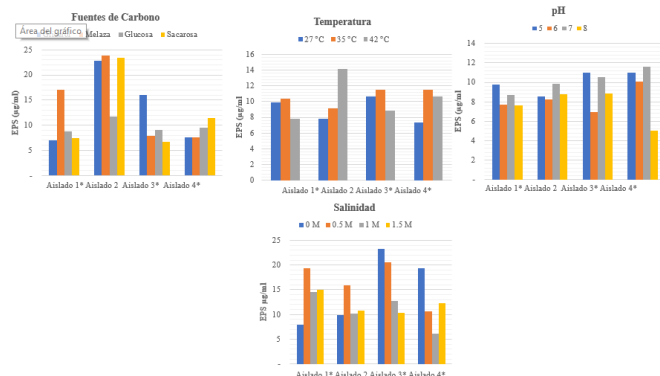 Fuentes de Carbono
Área del gráfico
Melaza Glucosa Sacarosa
EPS (µg/ml)
25
20
15
10
5
-
Aislado 1* Aislado 2 Aislado 3* Aislado 4*
Temperatura
27 °C 35 °C 42 °C
EPS (µg/ml
16
14
12
10
8
6
4
2
0
Aislado 1* Aislado 2 Aislado 3* Aislado 4*
pH
5 6 7 8
EPS (µg/ml)
14
12
10
8
6
4
2
-
Aislado 1* Aislado 2 Aislado 3* Aislado 4*
Salinidad
0 M 0.5 M 1 M 1.5 M
EPS µg/ml
25
20
15
10
5
-
Aislado 1* Aislado 2 Aislado 3* Aislado 4*